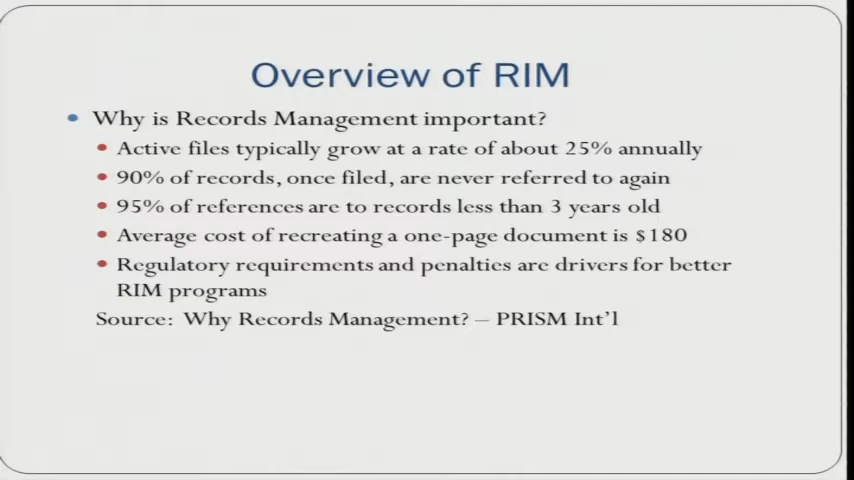 Overview of RIM
Why is Records Management important?
Active files typically grow at a rate of about 25% annually
90% of records, once filed, are never referred to again
95% of references are to records less than 3 years old
Average cost of recreating a one-page document is $180
Regulatory requirements and penalties are drivers for better
RIM programs
Source: Why Records Management? – PRISM Int'l